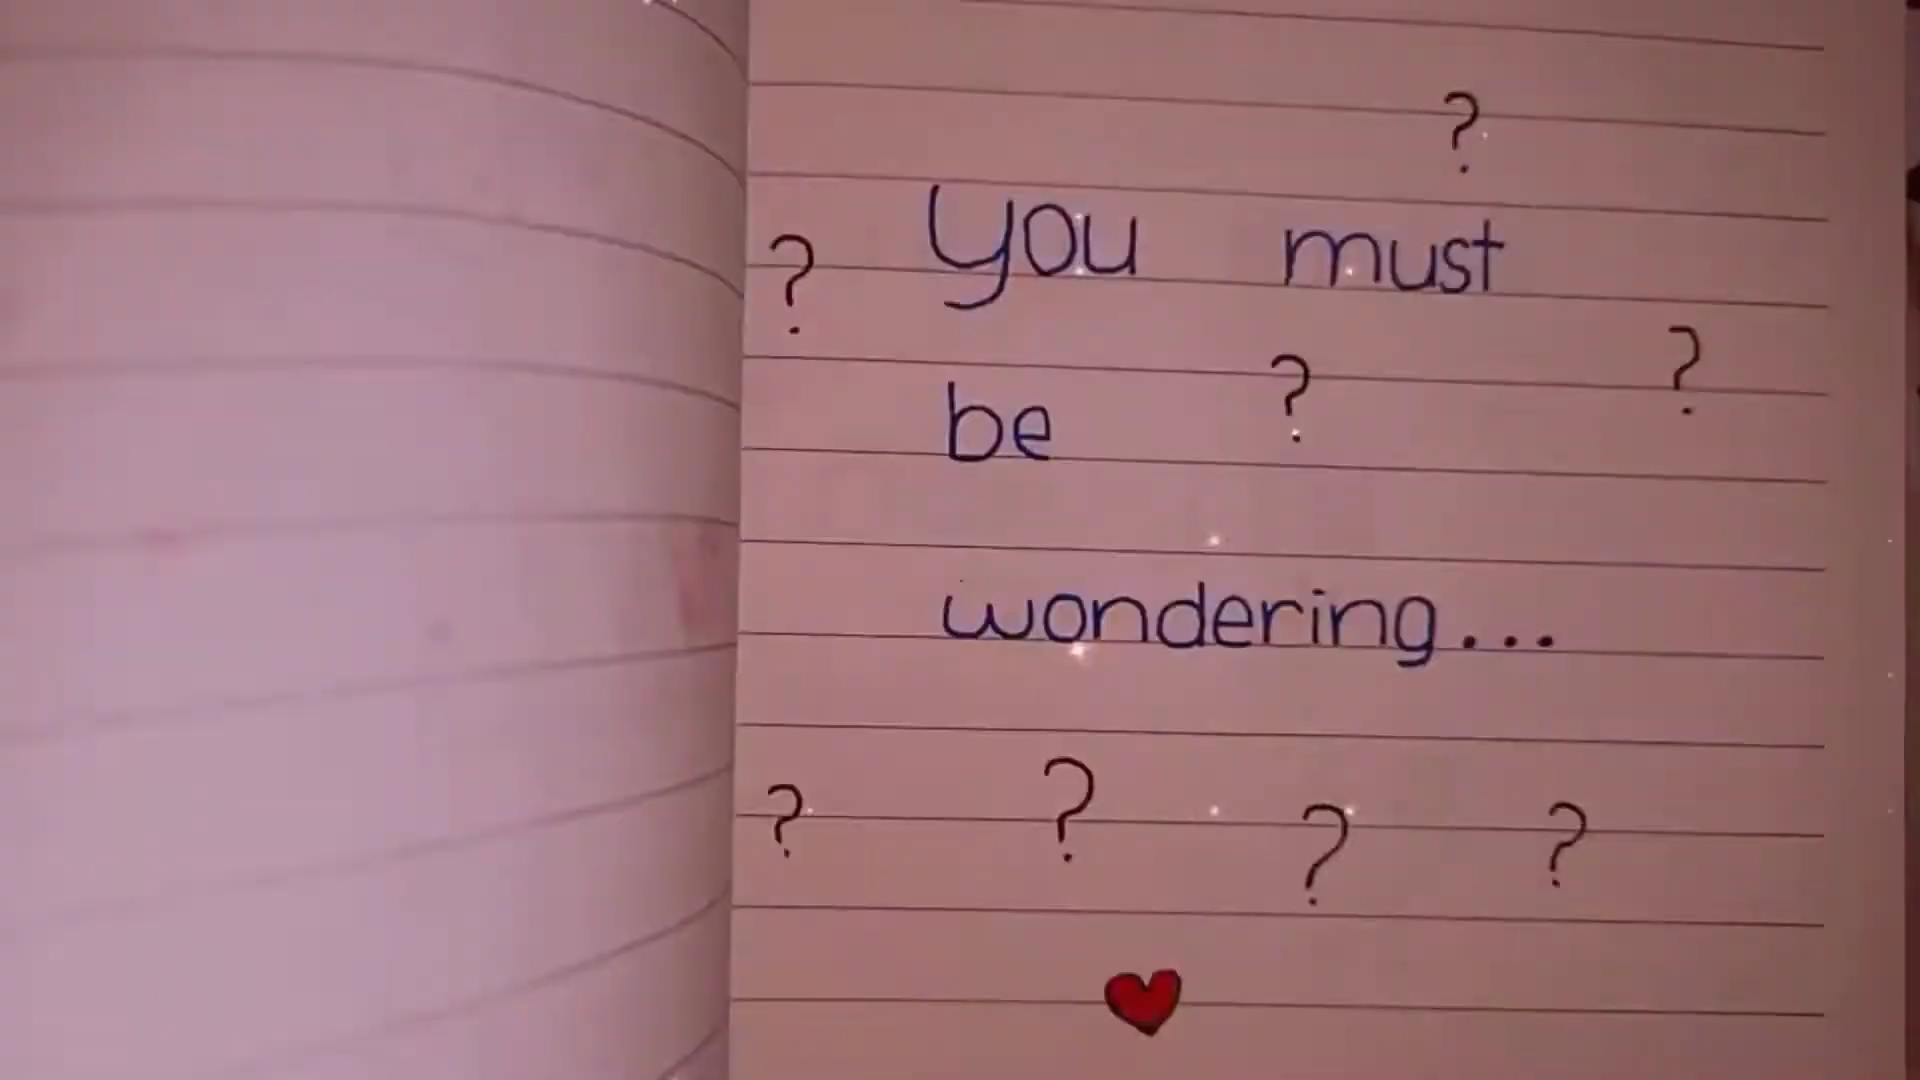 ?
? you must
be ? ?
wondering...
? ? ? ?